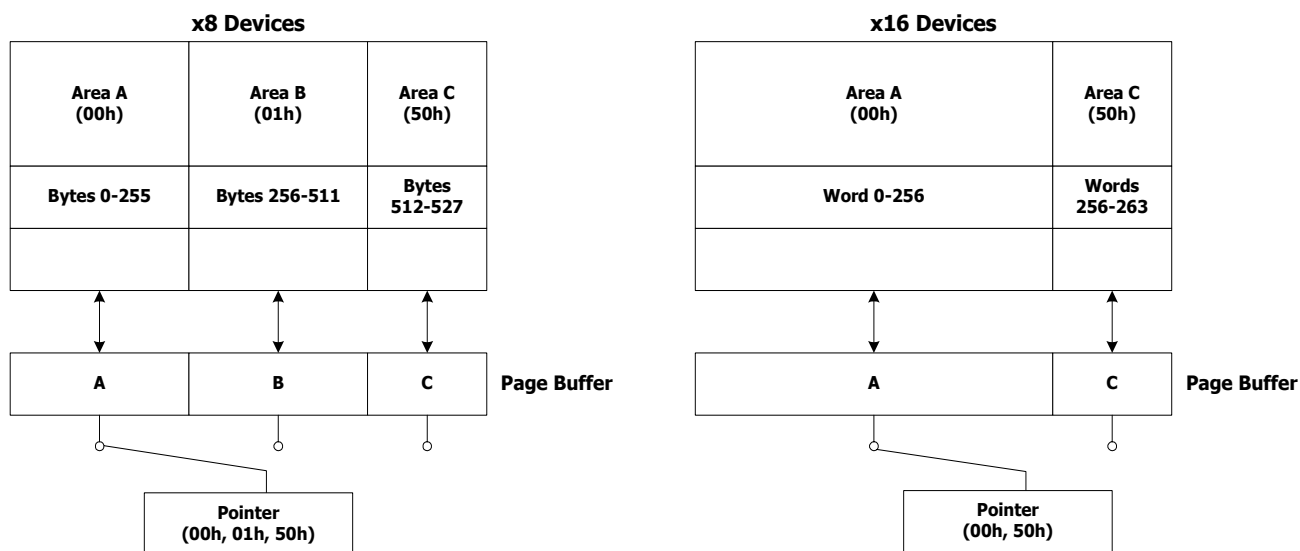 x8 Devices
Area A
(00h)
Area B
(01h)
Area C
(50h)
Bytes 0-255
Bytes 256-511
Bytes
512-527
A
B
C
Page Buffer
Pointer
(00h, 01h, 50h)
x16 Devices
Area A
(00h)
Area C
(50h)
Word 0-256
Words
256-263
A
C
Page Buffer
Pointer
(00h, 50h)